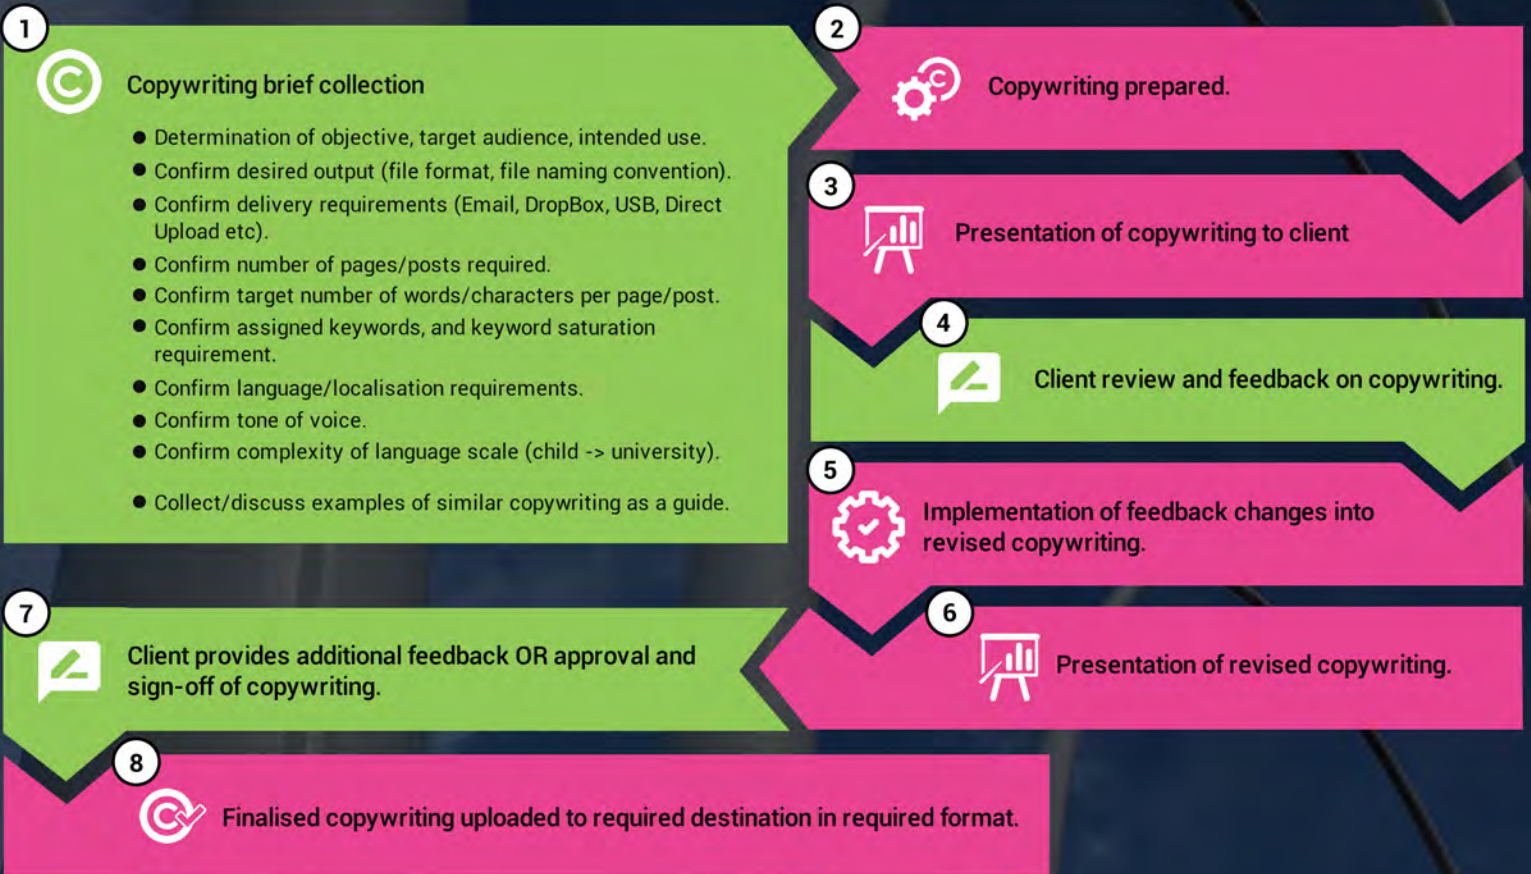 1
Copywriting brief collection
● Determination of objective, target audience, intended use.
● Confirm desired output (file format, file naming convention).
● Confirm delivery requirements (Email, DropBox, USB, Direct
Upload etc).
● Confirm number of pages/posts required.
● Confirm target number of words/characters per page/post.
● Confirm assigned keywords, and keyword saturation
requirement.
● Confirm language/localisation requirements.
● Confirm tone of voice.
● Confirm complexity of language scale (child -> university).
● Collect/discuss examples of similar copywriting as a guide.
2
Copywriting prepared.
3
Presentation of copywriting to client
4
Client review and feedback on copywriting.
5
Implementation of feedback changes into
revised copywriting.
6
Presentation of revised copywriting.
7
Client provides additional feedback OR approval and
sign-off of copywriting.
8
Finalised copywriting uploaded to required destination in required format.